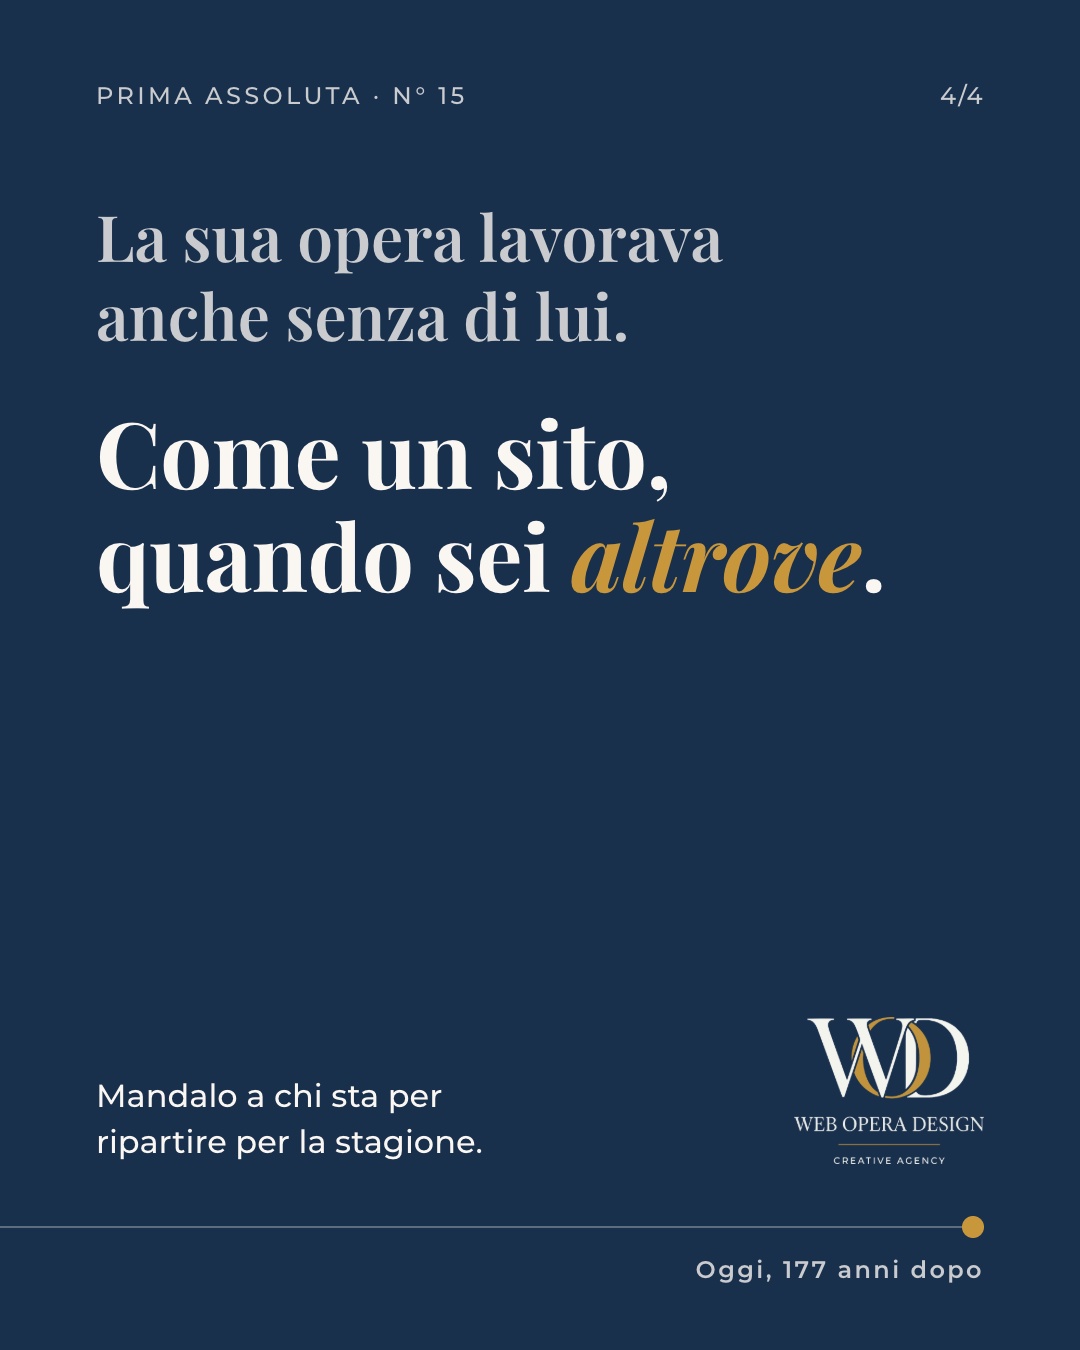 PRIMA ASSOLUTA · N° 15
4/4
La sua opera lavorava
anche senza di lui.
Come un sito,
quando sei altrove.
Mandalo a chi sta per
ripartire per la stagione.
WOD
WEB OPERA DESIGN
CREATIVE AGENCY
Oggi, 177 anni dopo